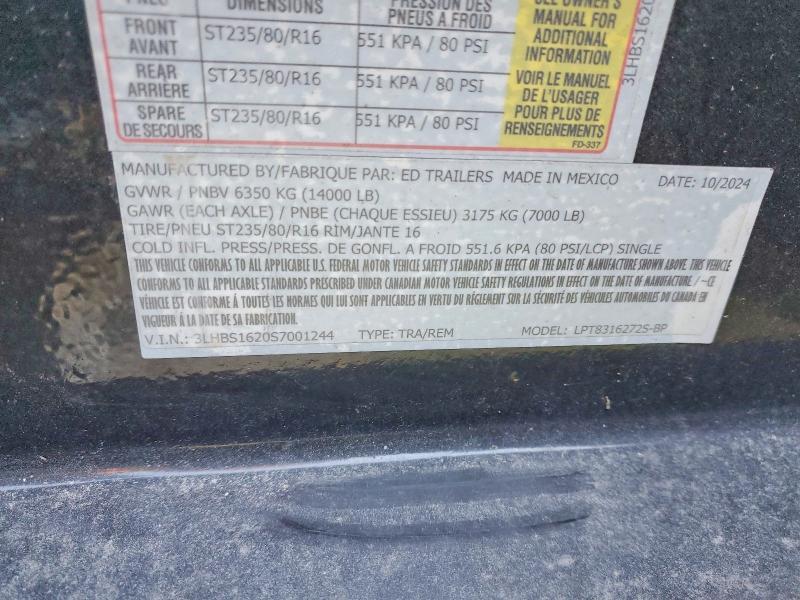 DIMENSIONS PRESSION DES SEE OWNER'S
PNEUS A FROID MANUAL FOR
FRONT ST235/80/R16 551 KPA / 80 PSI ADDITIONAL
AVANT INFORMATION
REAR ST235/80/R16 551 KPA / 80 PSI VOIR LE MANUEL
ARRIÈRE DE L'USAGER
SPARE ST235/80/R16 551 KPA / 80 PSI POUR PLUS DE
DE SECOURS RENSEIGNEMENTS
FD-337
3LHBS1620
MANUFACTURED BY/FABRIQUE PAR: ED TRAILERS MADE IN MEXICO DATE: 10/2024
GVWR / PNBV 6350 KG (14000 LB)
GAWR (EACH AXLE) / PNBE (CHAQUE ESSIEU) 3175 KG (7000 LB)
TIRE/PNEU ST235/80/R16 RIM/JANTE 16
COLD INFL. PRESS/PRESS. DE GONFL. A FROID 551.6 KPA (80 PSI/LCP) SINGLE
THIS VEHICLE CONFORMS TO ALL APPLICABLE U.S. FEDERAL MOTOR VEHICLE SAFETY STANDARDS IN EFFECT ON THE DATE OF MANUFACTURE SHOWN ABOVE. THIS VEHICLE
CONFORMS TO ALL APPLICABLE STANDARDS PRESCRIBED UNDER CANADIAN MOTOR VEHICLE SAFETY REGULATIONS IN EFFECT ON THE DATE OF MANUFACTURE. / ~CE
VÉHICLE EST CONFORME À TOUTES LES NORMES QUI LUI SONT APPLICABLES EN VERTU DU RÈGLEMENT SUR LA SÉCURITÉ DES VÉHICULES AUTOMOBILES DU CANADA EN
VIGUEUR À LA DATE DE SA FABRICATION.
V.I.N.: 3LHBS1620S7001244 TYPE: TRA/REM MODEL: LPT8316272S-BP